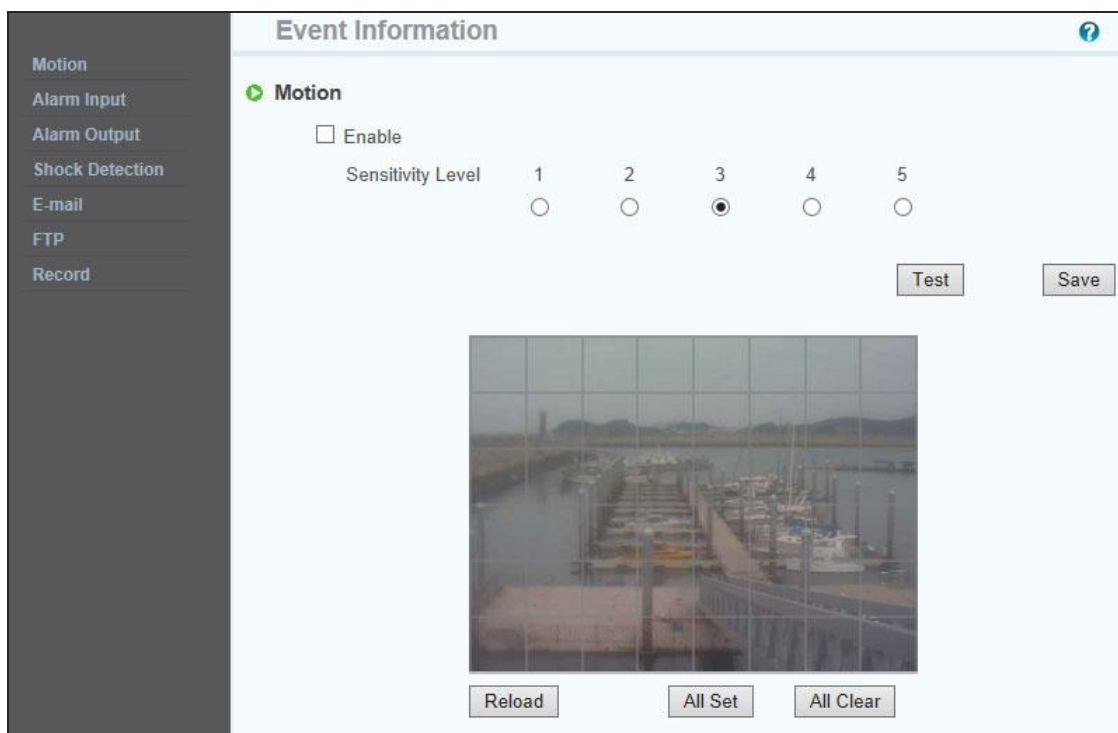 Event Information
?
Motion
Alarm Input
Alarm Output
Shock Detection
E-mail
FTP
Record
Motion
Enable
Sensitivity Level 1 2 3 4 5
Test Save
Reload All Set All Clear